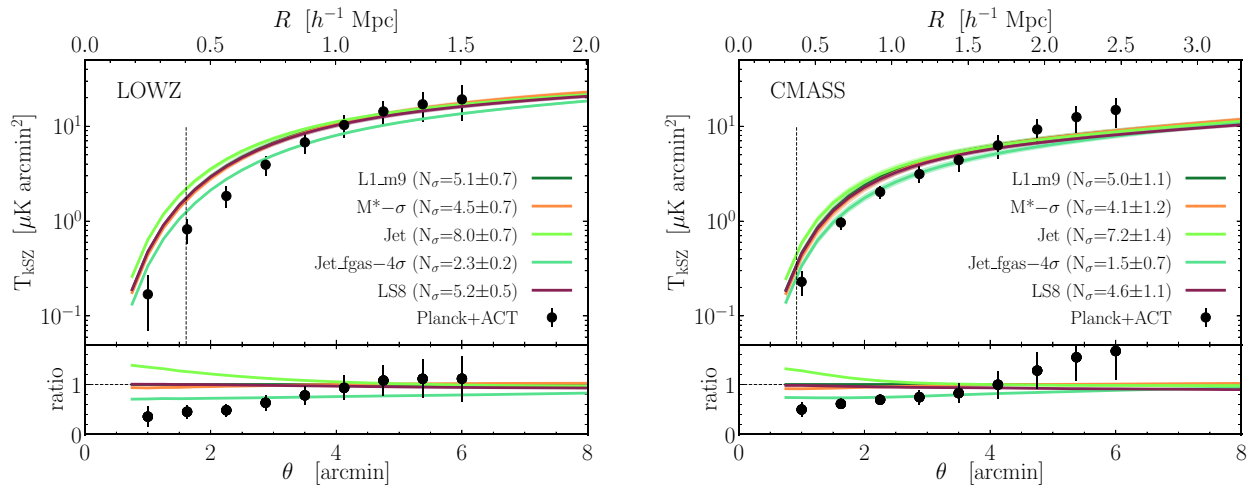 R [h⁻¹ Mpc]
0.0 0.5 1.0 1.5 2.0
LOWZ
10¹
10⁰
10⁻¹
T_kSZ [μK arcmin²]
L1_m9 (N_σ=5.1±0.7)
M*−σ (N_σ=4.5±0.7)
Jet (N_σ=8.0±0.7)
Jet_fgas−4σ (N_σ=2.3±0.2)
LS8 (N_σ=5.2±0.5)
Planck+ACT
ratio
1
0
0 2 4 6 8
θ [arcmin]
R [h⁻¹ Mpc]
0.0 0.5 1.0 1.5 2.0 2.5 3.0
CMASS
10¹
10⁰
10⁻¹
T_kSZ [μK arcmin²]
L1_m9 (N_σ=5.0±1.1)
M*−σ (N_σ=4.1±1.2)
Jet (N_σ=7.2±1.4)
Jet_fgas−4σ (N_σ=1.5±0.7)
LS8 (N_σ=4.6±1.1)
Planck+ACT
ratio
1
0
0 2 4 6 8
θ [arcmin]